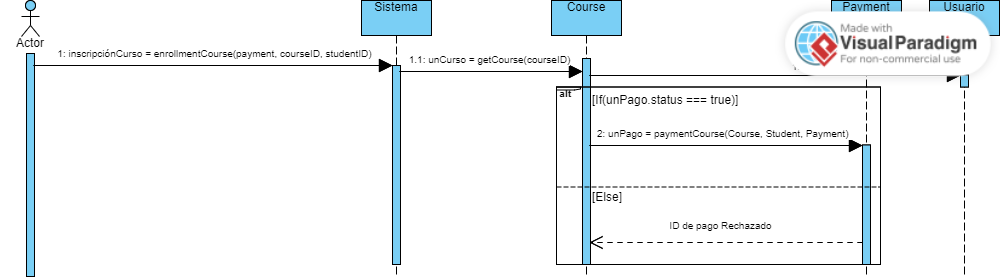 Sistema
Course
Payment
Usuario
Actor
Made with
VisualParadigm
For non-commercial use
1: inscripciónCurso = enrollmentCourse(payment, courseID, studentID)
1.1: unCurso = getCourse(courseID)
alt
[If(unPago.status === true)]
2: unPago = paymentCourse(Course, Student, Payment)
[Else]
ID de pago Rechazado